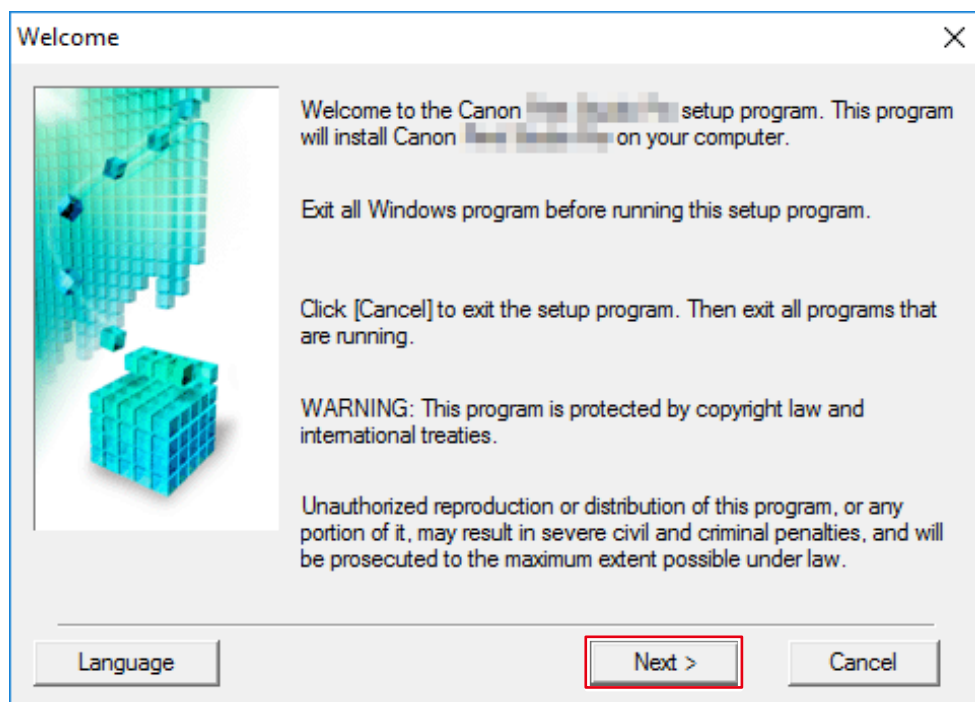 Welcome
Welcome to the Canon setup program. This program
will install Canon on your computer.
Exit all Windows program before running this setup program.
Click [Cancel] to exit the setup program. Then exit all programs that
are running.
WARNING: This program is protected by copyright law and
international treaties.
Unauthorized reproduction or distribution of this program, or any
portion of it, may result in severe civil and criminal penalties, and will
be prosecuted to the maximum extent possible under law.
Language
Next >
Cancel